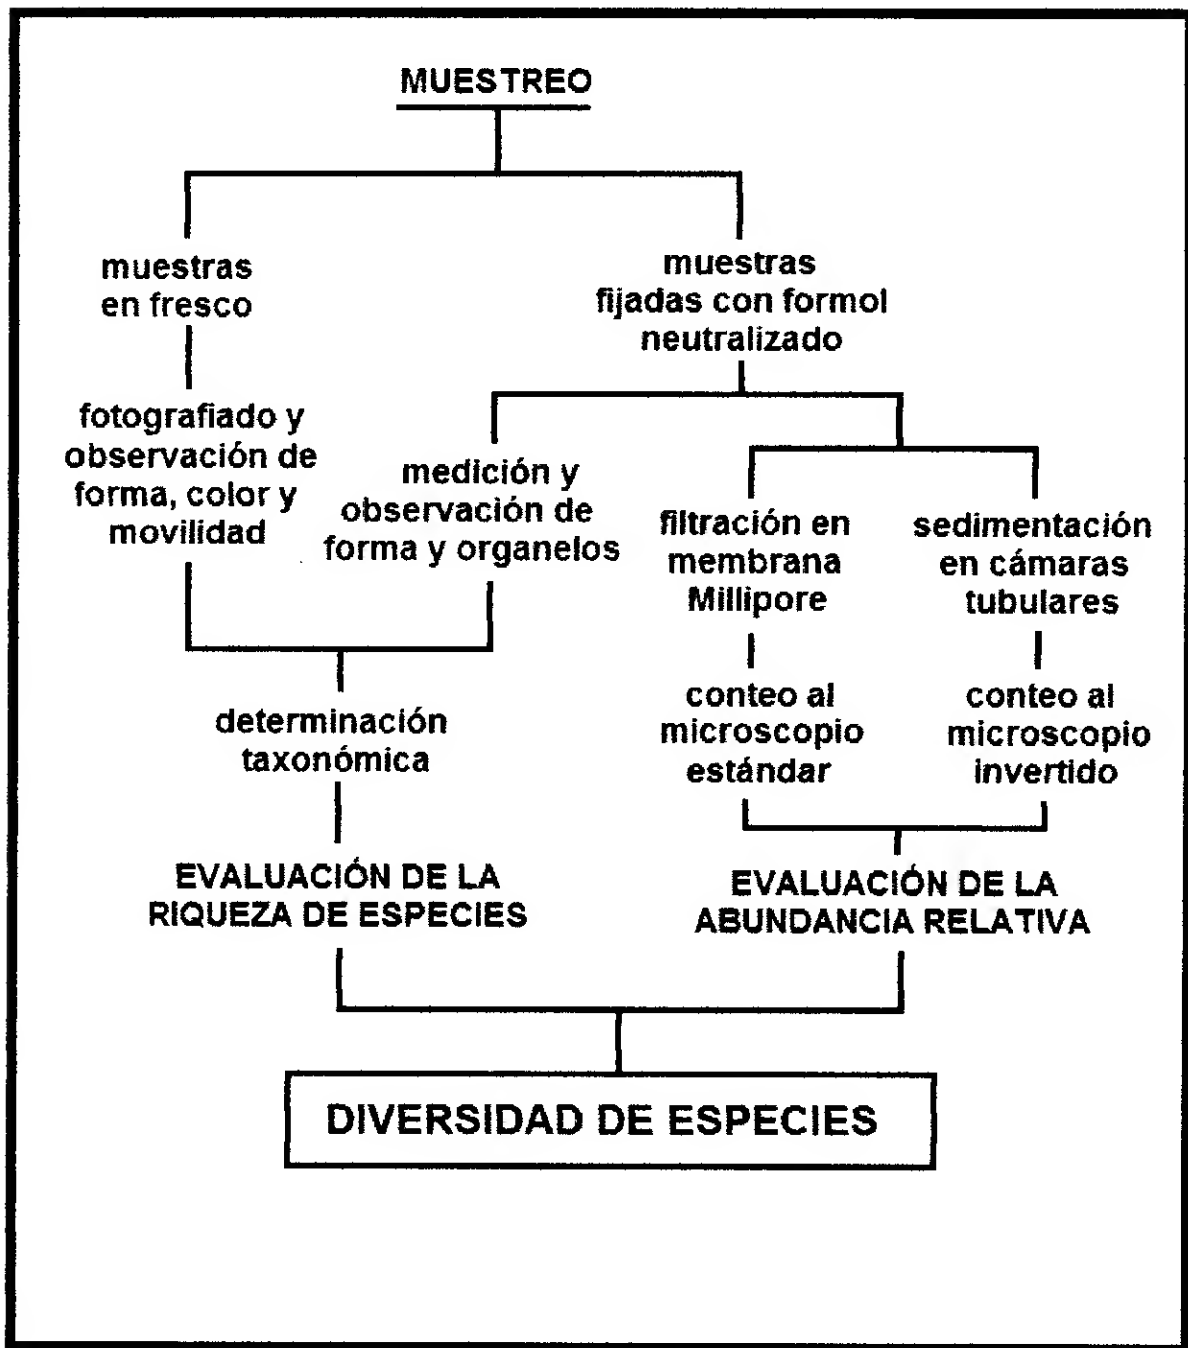 MUESTREO
muestras
en fresco
muestras
fijadas con formol
neutralizado
fotografiado y
observación de
forma, color y
movilidad
medición y
observación de
forma y organelos
filtración en
membrana
Millipore
sedimentación
en cámaras
tubulares
determinación
taxonómica
conteo al
microscopio
estándar
conteo al
microscopio
invertido
EVALUACIÓN DE LA
RIQUEZA DE ESPECIES
EVALUACIÓN DE LA
ABUNDANCIA RELATIVA
DIVERSIDAD DE ESPECIES